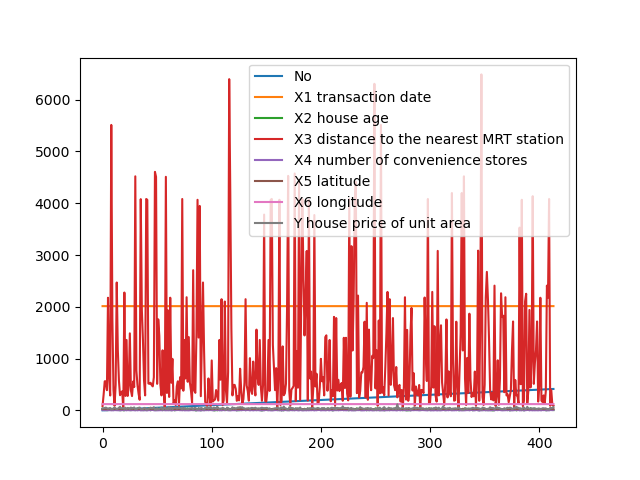 No
X1 transaction date
X2 house age
X3 distance to the nearest MRT station
X4 number of convenience stores
X5 latitude
X6 longitude
Y house price of unit area
6000
5000
4000
3000
2000
1000
0
0 100 200 300 400